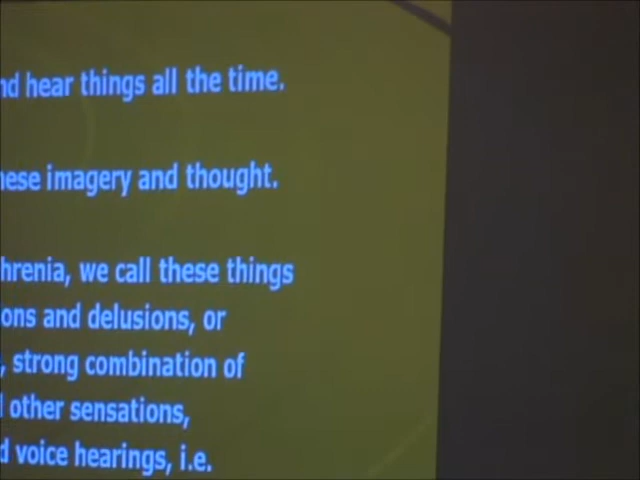 nd hear things all the time.
hese imagery and thought.
hrenia, we call these things
ons and delusions, or
, strong combination of
other sensations,
d voice hearings, i.e.